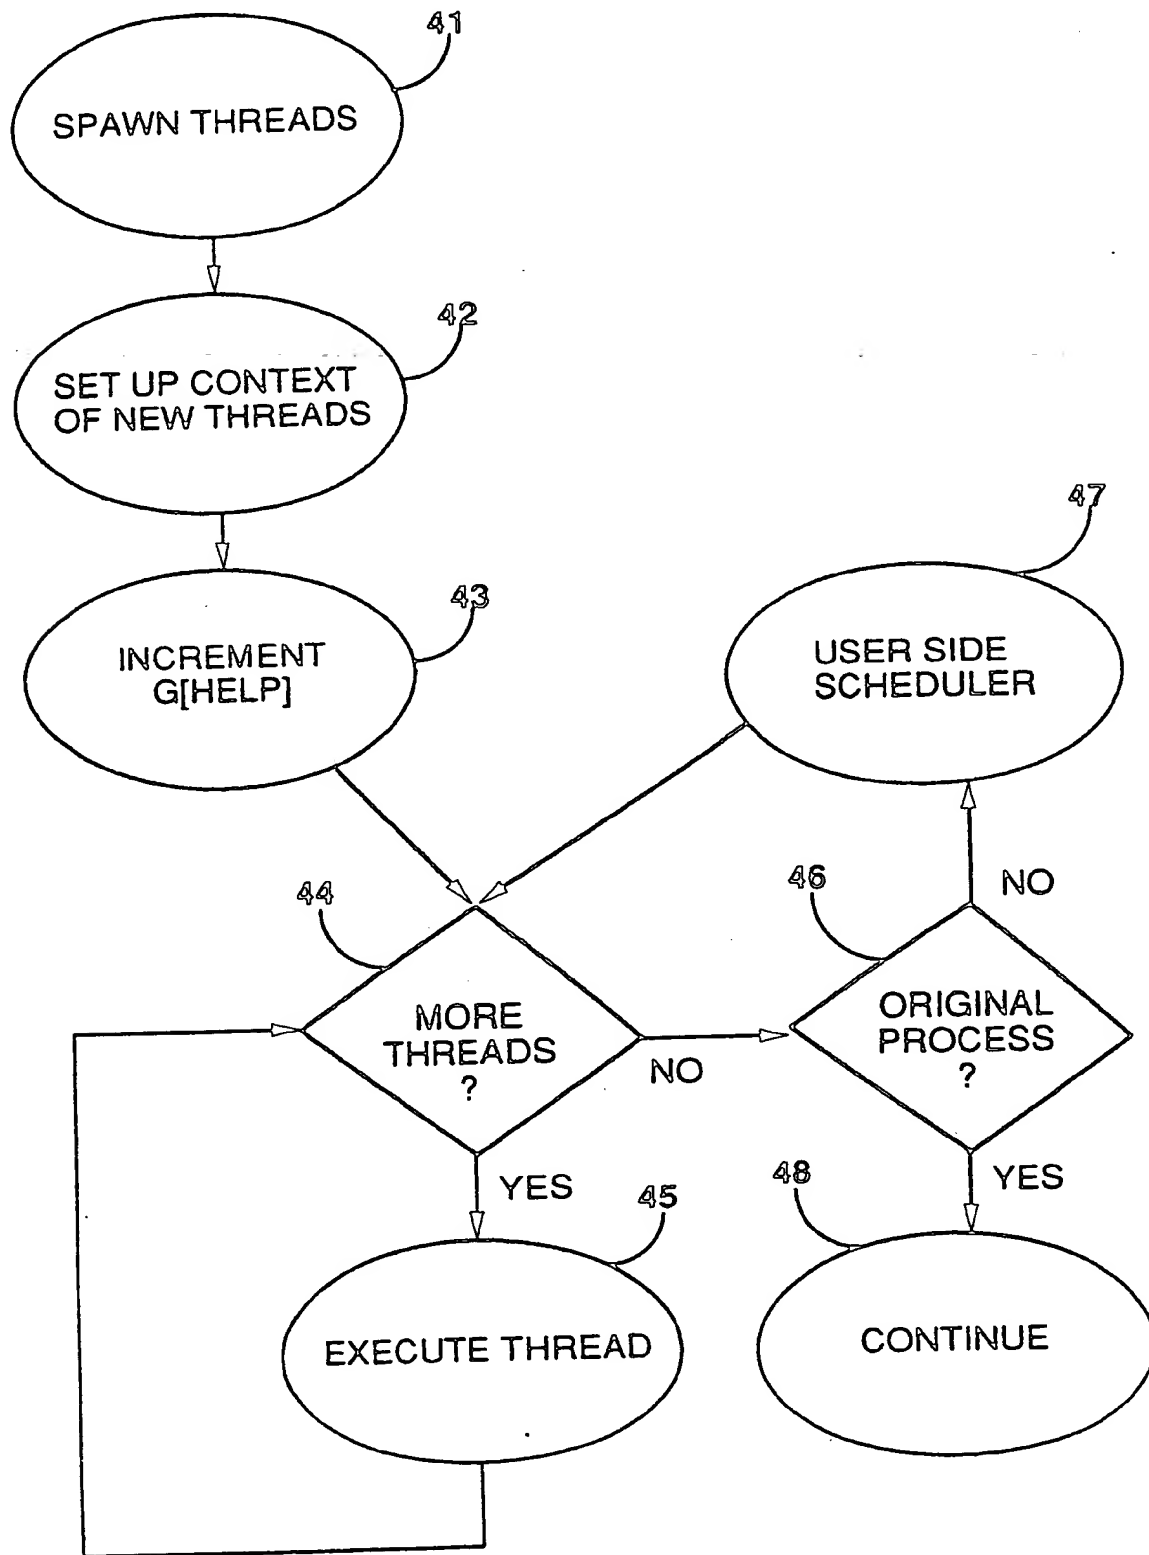 41
SPAWN THREADS
42
SET UP CONTEXT
OF NEW THREADS
43
INCREMENT
G[HELP]
47
USER SIDE
SCHEDULER
44
MORE
THREADS
?
NO
YES
46
ORIGINAL
PROCESS
?
NO
YES
45
EXECUTE THREAD
48
CONTINUE